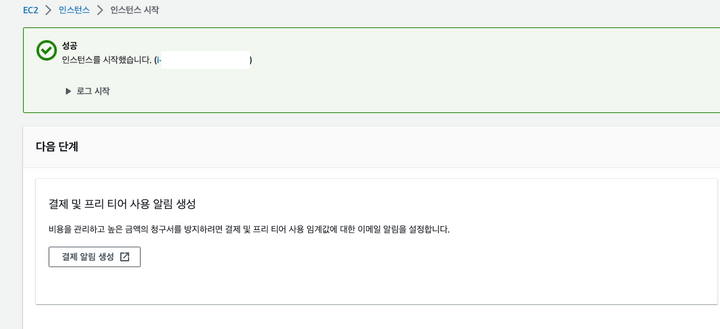 EC2 > 인스턴스 > 인스턴스 시작
성공
인스턴스를 시작했습니다. (i- )
▶ 로그 시작
다음 단계
결제 및 프리 티어 사용 알림 생성
비용을 관리하고 높은 금액의 청구서를 방지하려면 결제 및 프리 티어 사용 임계값에 대한 이메일 알림을 설정합니다.
결제 알림 생성